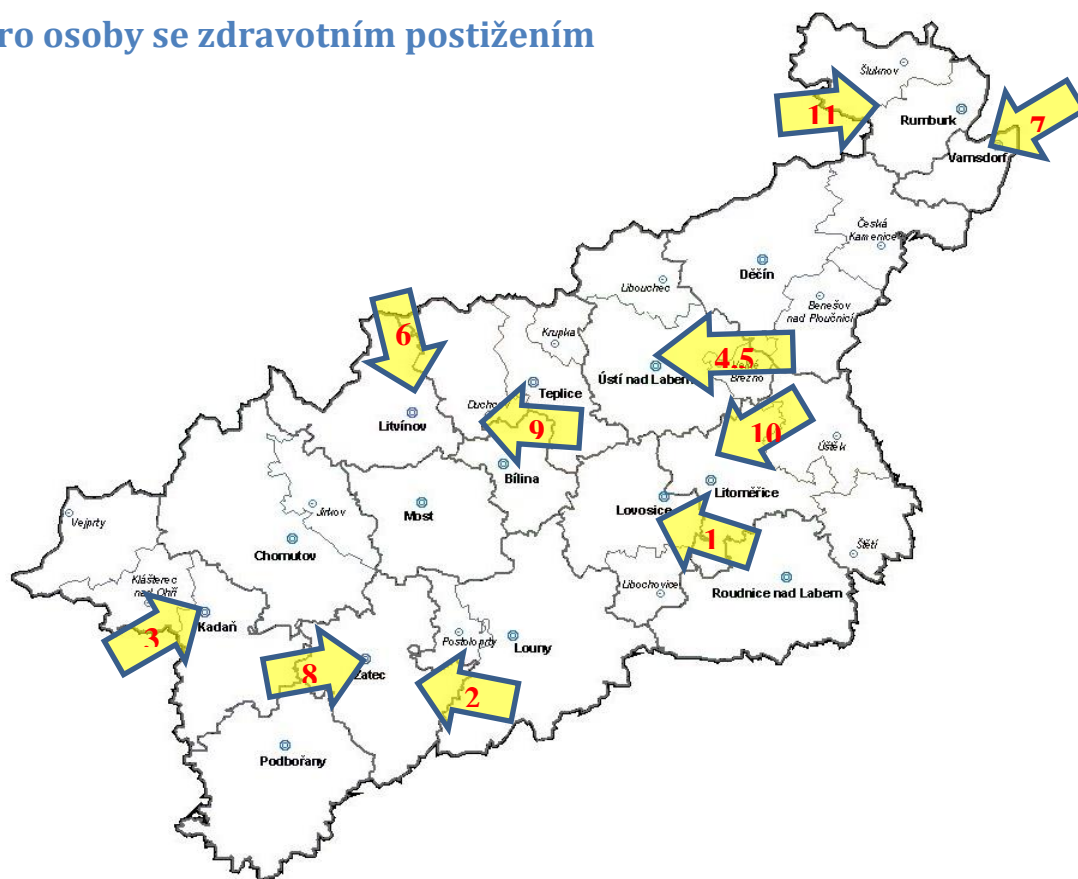 ro osoby se zdravotním postižením
Šluknov
11
Rumburk
7
Varnsdorf
Česká
Kamenice
Děčín
Libouchec
Benešov
nad Ploučnicí
6
Krupka
4.5
Ústí nad Labem
Velké
Březno
Teplice
Duchcov
Litvínov
9
10
Úštěk
Bílina
Litoměřice
Lovosice
Most
Jirkov
Vejprty
1
Štětí
Chomutov
Klášterec
nad Ohří
Libochovice
Roudnice nad Labem
Kadaň
3
Postoloprty
Louny
8
Žatec
2
Podbořany